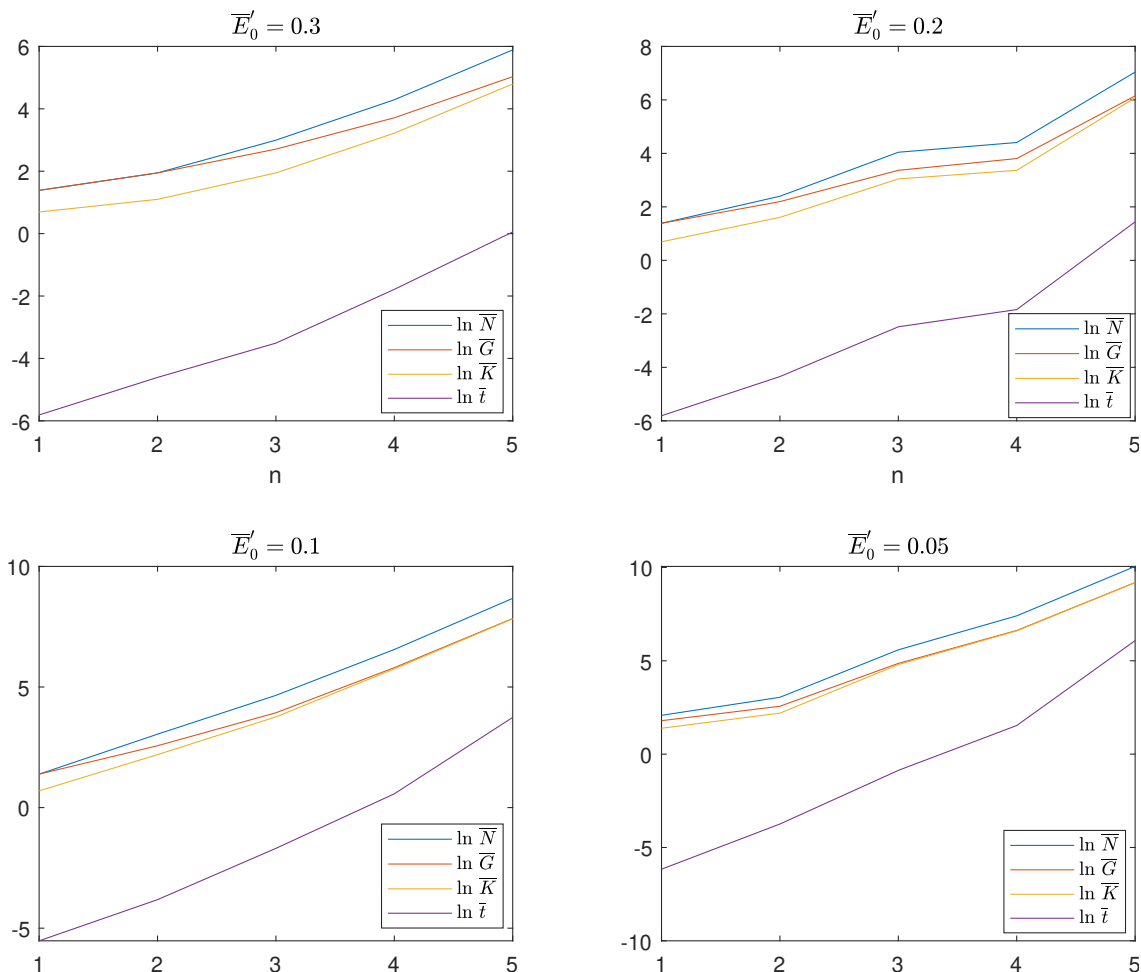 E̅′₀ = 0.3
6
4
2
0
-2
-4
-6
1 2 3 4 5
n
ln N̅
ln G̅
ln K̅
ln t̅
E̅′₀ = 0.2
8
6
4
2
0
-2
-4
-6
1 2 3 4 5
n
ln N̅
ln G̅
ln K̅
ln t̅
E̅′₀ = 0.1
10
5
0
-5
1 2 3 4 5
ln N̅
ln G̅
ln K̅
ln t̅
E̅′₀ = 0.05
10
5
0
-5
-10
1 2 3 4 5
ln N̅
ln G̅
ln K̅
ln t̅